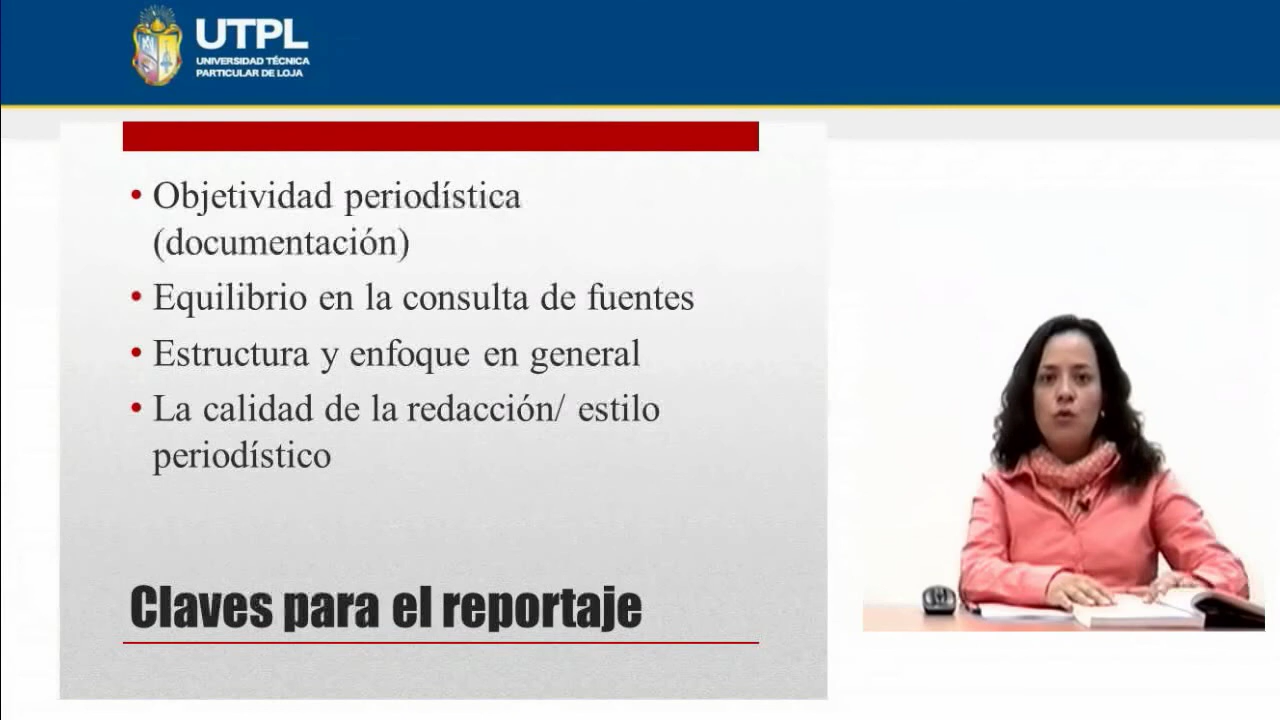 UTPL
UNIVERSIDAD TÉCNICA
PARTICULAR DE LOJA
• Objetividad periodística
(documentación)
• Equilibrio en la consulta de fuentes
• Estructura y enfoque en general
• La calidad de la redacción/ estilo
periodístico
Claves para el reportaje